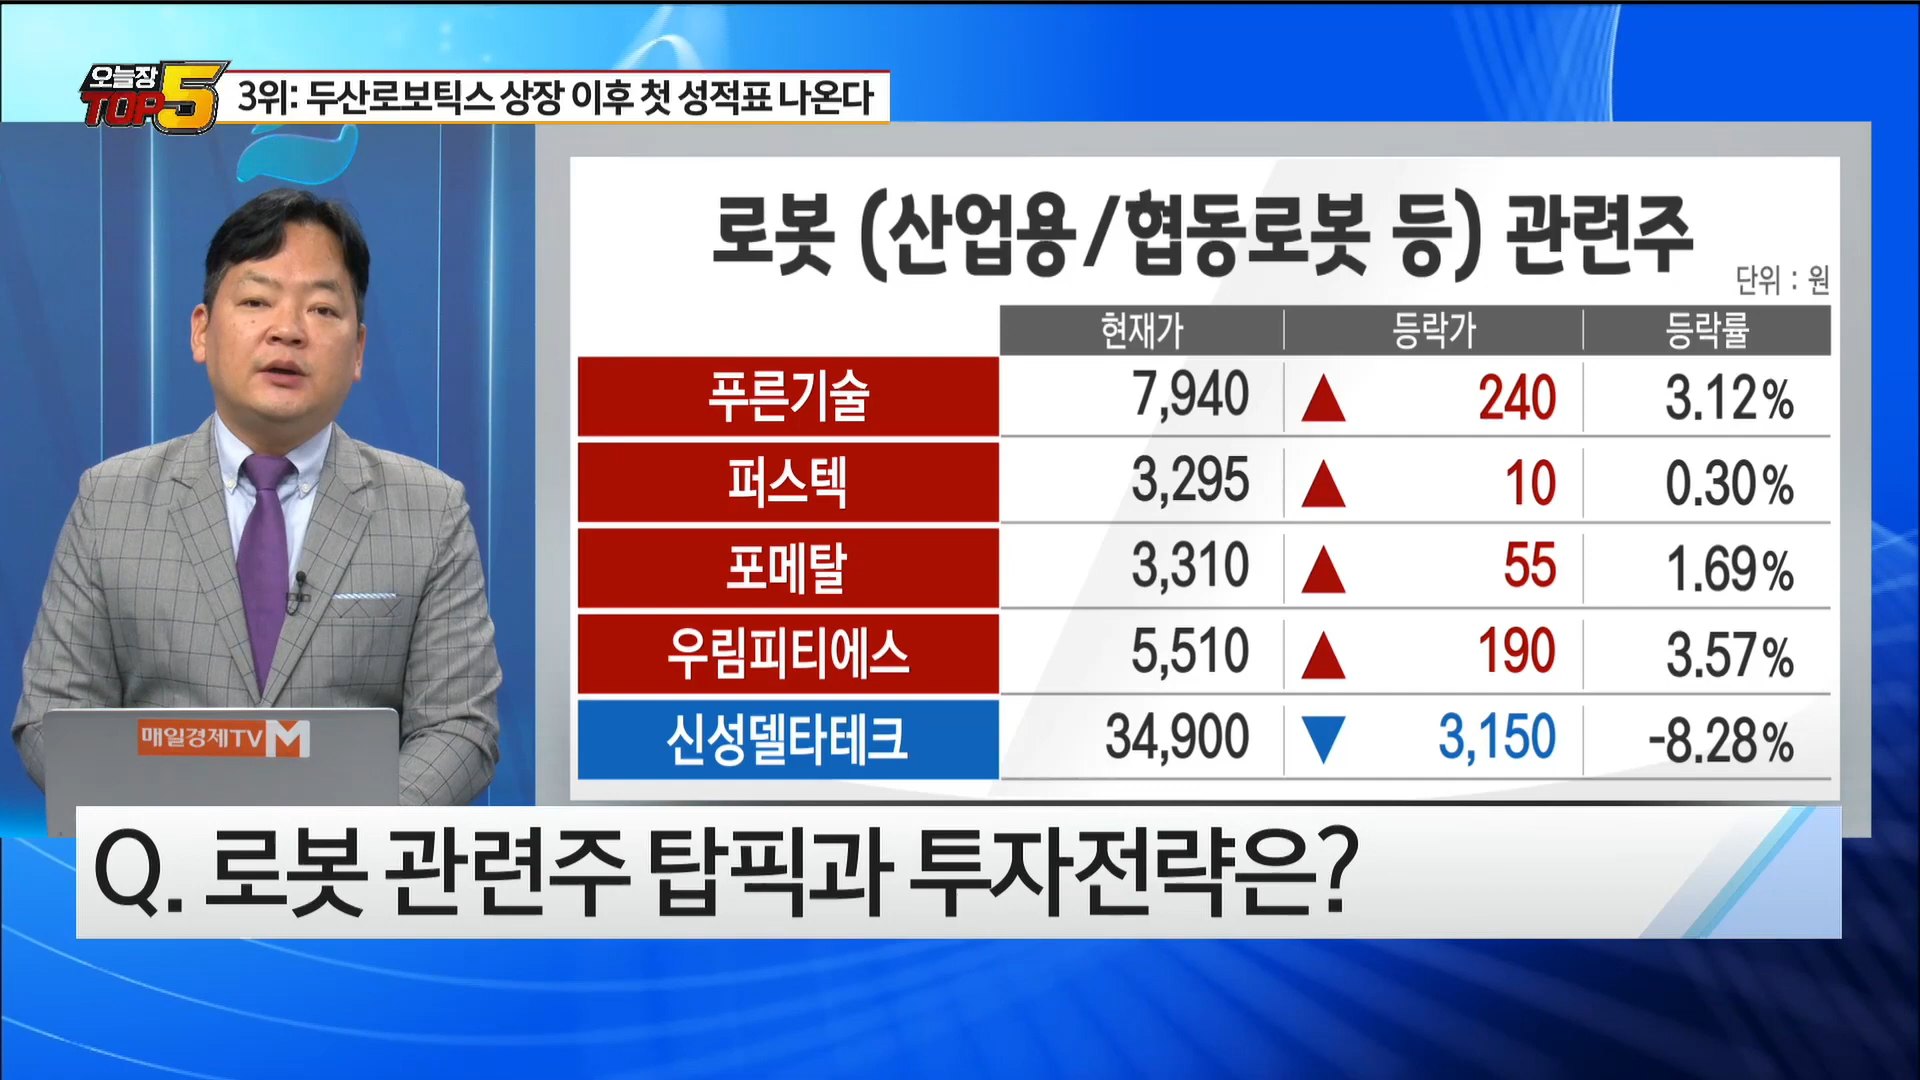 오늘장
TOP5
3위: 두산로보틱스 상장 이후 첫 성적표 나온다
로봇 (산업용/협동로봇 등) 관련주
단위 : 원
현재가 등락가 등락률
푸른기술 7,940 ▲ 240 3.12%
퍼스텍 3,295 ▲ 10 0.30%
포메탈 3,310 ▲ 55 1.69%
우림피티에스 5,510 ▲ 190 3.57%
신성델타테크 34,900 ▼ 3,150 -8.28%
매일경제TV M
Q. 로봇 관련주 탑픽과 투자전략은?